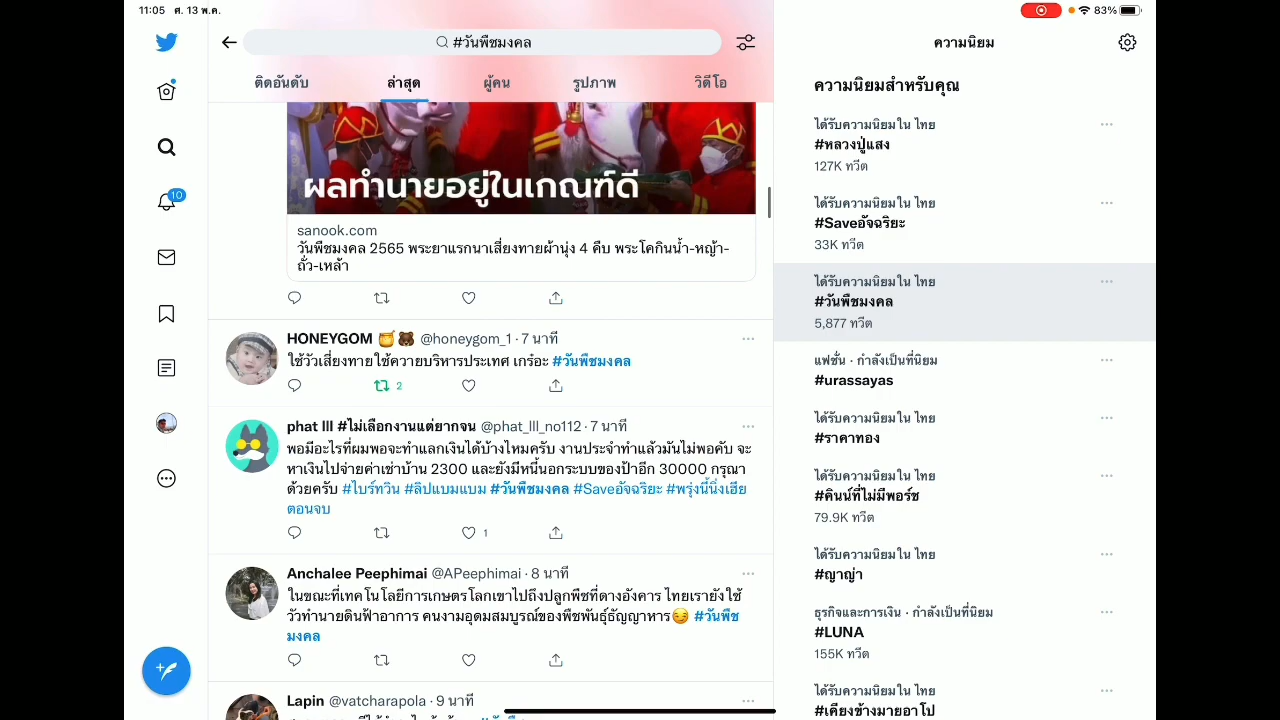 11:05 ศ. 13 พ.ค.
83%
#วันพืชมงคล
ติดอันดับ
ล่าสุด
ผู้คน
รูปภาพ
วิดีโอ
10
ผลทำนายอยู่ในเกณฑ์ดี
sanook.com
วันพืชมงคล 2565 พระยาแรกนาเสี่ยงทายผ้านุ่ง 4 คืบ พระโคกินน้ำ-หญ้า-
ถั่ว-เหล้า
HONEYGOM 🍯🐻 @honeygom_1 · 7 นาที
ใช้วัวเสี่ยงทาย ใช้ควายบริหารประเทศ เกร๋อะ #วันพืชมงคล
2
phat lll #ไม่เลือกงานแต่ยากจน @phat_lll_no112 · 7 นาที
พอมีอะไรที่ผมพอจะทำแลกเงินได้บ้างไหมครับ งานประจำทำแล้วมันไม่พอคับ จะ
หาเงินไปจ่ายค่าเช่าบ้าน 2300 และยังมีหนี้นอกระบบของป้าอีก 30000 กรุณา
ด้วยครับ #ไบร์ทวิน #ลิปแบมแบม #วันพืชมงคล #Saveอัจฉริยะ #พรุ่งนี้นิ่งเฮีย
ตอนจบ
1
Anchalee Peephimai @APeephimai · 8 นาที
ในขณะที่เทคโนโลยีการเกษตรโลกเขาไปถึงปลูกพืชที่ดางอังคาร ไทยเรายังใช้
วัวทำนายดินฟ้าอาการ คนงามอุดมสมบูรณ์ของพืชพันธุ์ธัญญาหาร😏 #วันพืช
มงคล
Lapin @vatcharapola · 9 นาที
ความนิยม
ความนิยมสำหรับคุณ
ได้รับความนิยมใน ไทย
#หลวงปู่แสง
127K ทวีต
ได้รับความนิยมใน ไทย
#Saveอัจฉริยะ
33K ทวีต
ได้รับความนิยมใน ไทย
#วันพืชมงคล
5,877 ทวีต
แฟชั่น · กำลังเป็นที่นิยม
#urassayas
ได้รับความนิยมใน ไทย
#ราคาทอง
ได้รับความนิยมใน ไทย
#คินน์ที่ไม่มีพอร์ช
79.9K ทวีต
ได้รับความนิยมใน ไทย
#ญาญ่า
ธุรกิจและการเงิน · กำลังเป็นที่นิยม
#LUNA
155K ทวีต
ได้รับความนิยมใน ไทย
#เคียงข้างมายอาโป